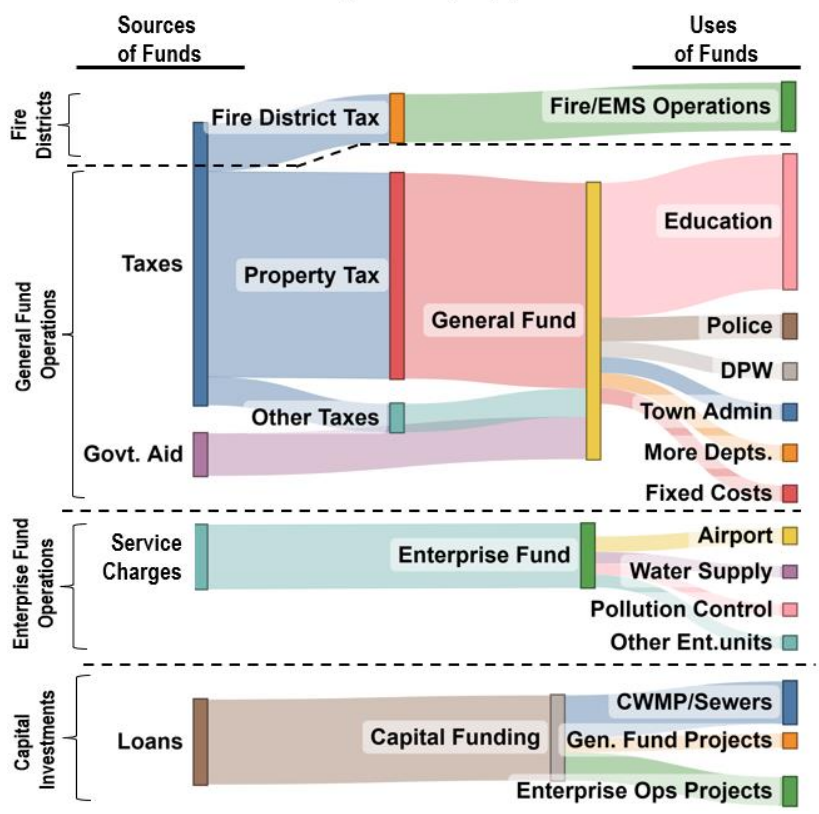 Sources
of Funds
Uses
of Funds
Fire
Districts
Fire District Tax
Fire/EMS Operations
General Fund
Operations
Taxes
Property Tax
General Fund
Education
Police
DPW
Other Taxes
Town Admin
Govt. Aid
More Depts.
Fixed Costs
Enterprise Fund
Operations
Service
Charges
Enterprise Fund
Airport
Water Supply
Pollution Control
Other Ent.units
Capital
Investments
Loans
Capital Funding
CWMP/Sewers
Gen. Fund Projects
Enterprise Ops Projects